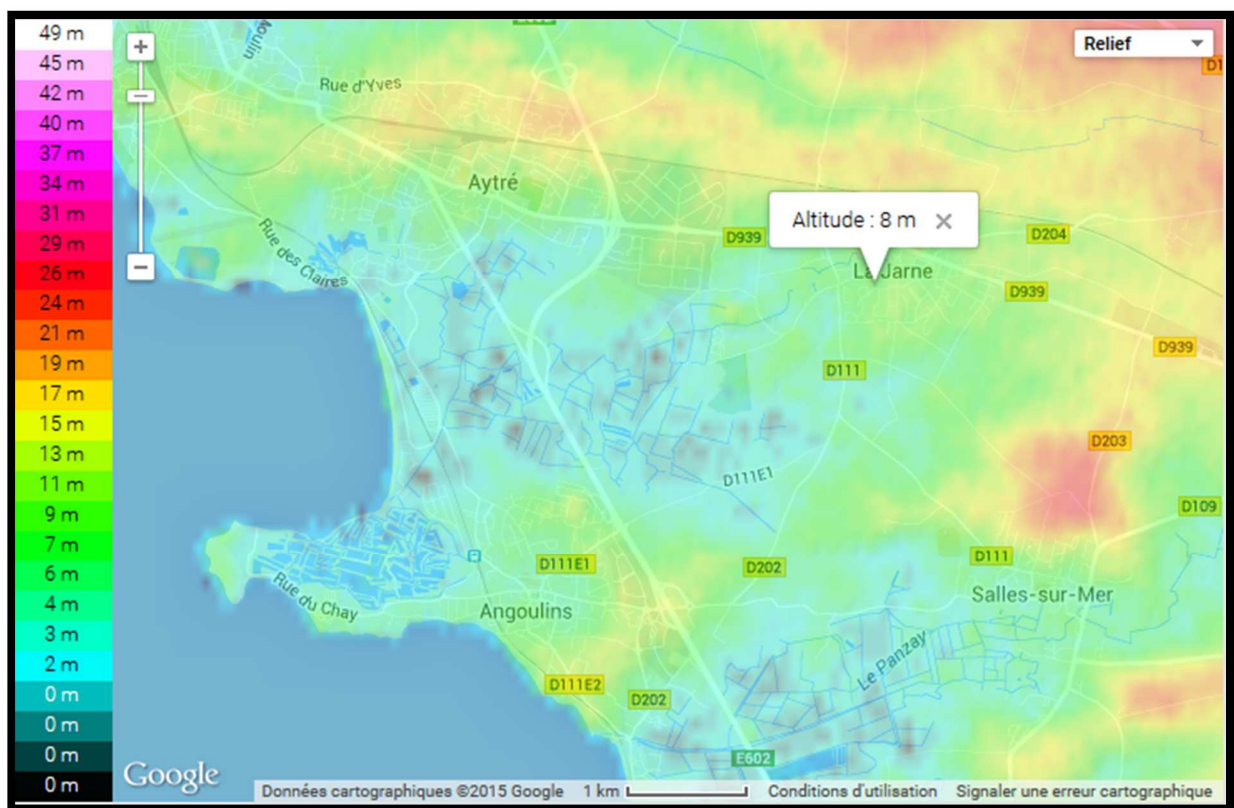 49 m
45 m
42 m
40 m
37 m
34 m
31 m
29 m
26 m
24 m
21 m
19 m
17 m
15 m
13 m
11 m
9 m
7 m
6 m
4 m
3 m
2 m
0 m
0 m
0 m
0 m
+
−
Moulin
Relief
D1
Rue d'Yves
Aytré
Altitude : 8 m ×
Rue des Claires
D939
D204
La Jarne
D939
D939
D111
D203
D111E1
D109
D111E1
D202
D111
Rue du Chay
Angoulins
Salles-sur-Mer
Le Panzay
D111E2
D202
E602
Google
Données cartographiques ©2015 Google 1 km Conditions d'utilisation Signaler une erreur cartographique